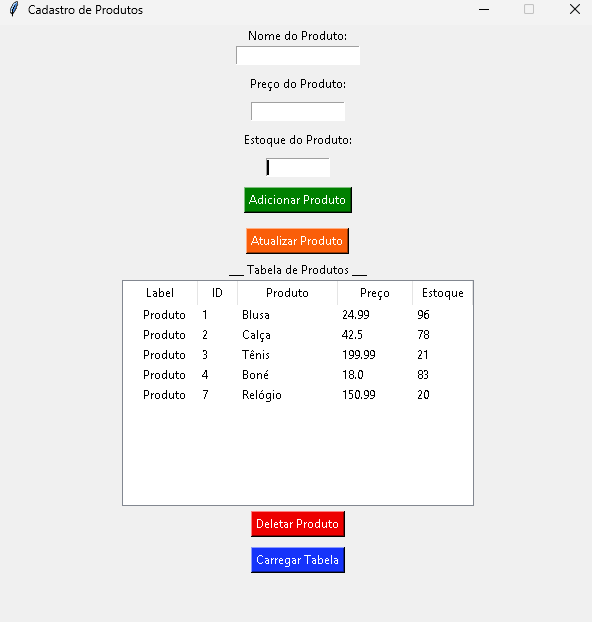 Cadastro de Produtos
Nome do Produto:
Preço do Produto:
Estoque do Produto:
Adicionar Produto
Atualizar Produto
___ Tabela de Produtos ___
Label ID Produto Preço Estoque
Produto 1 Blusa 24.99 96
Produto 2 Calça 42.5 78
Produto 3 Tênis 199.99 21
Produto 4 Boné 18.0 83
Produto 7 Relógio 150.99 20
Deletar Produto
Carregar Tabela